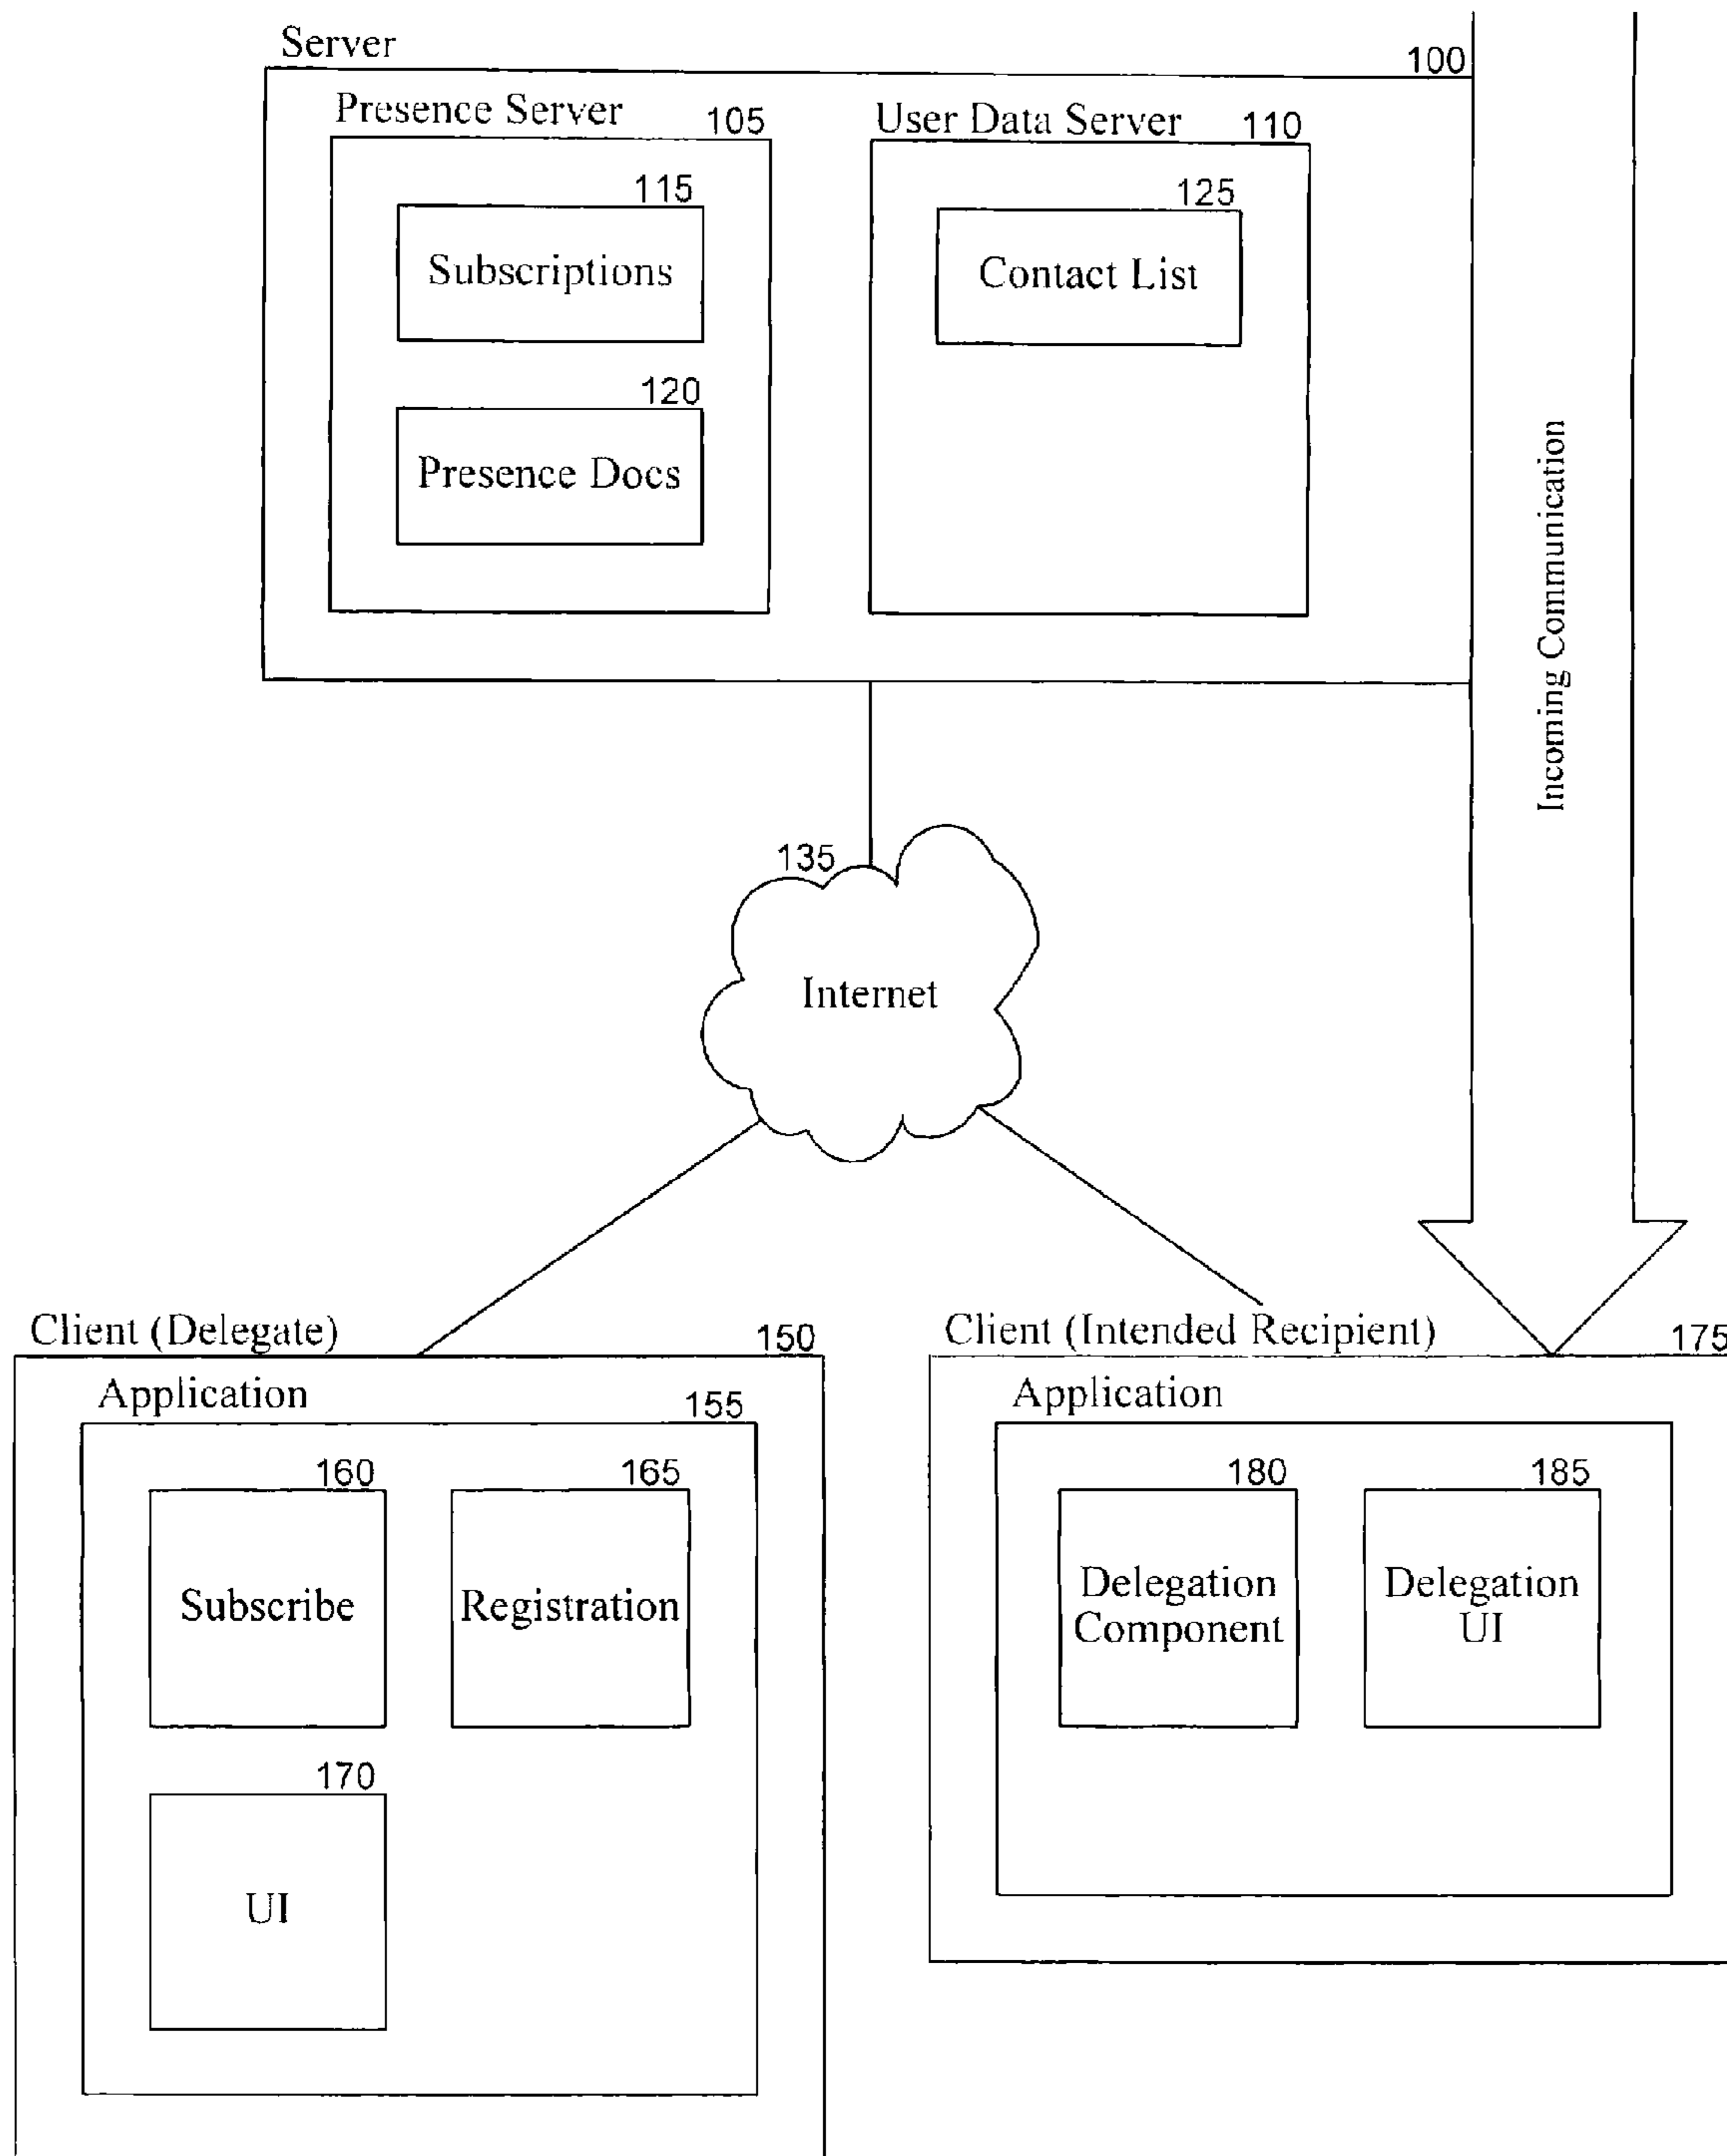 Server
100
Presence Server
105
User Data Server
110
115
Subscriptions
125
Contact List
120
Presence Docs
Incoming Communication
135
Internet
Client (Delegate)
150
Client (Intended Recipient)
175
Application
155
Application
160
Subscribe
165
Registration
180
Delegation
Component
185
Delegation
UI
170
UI